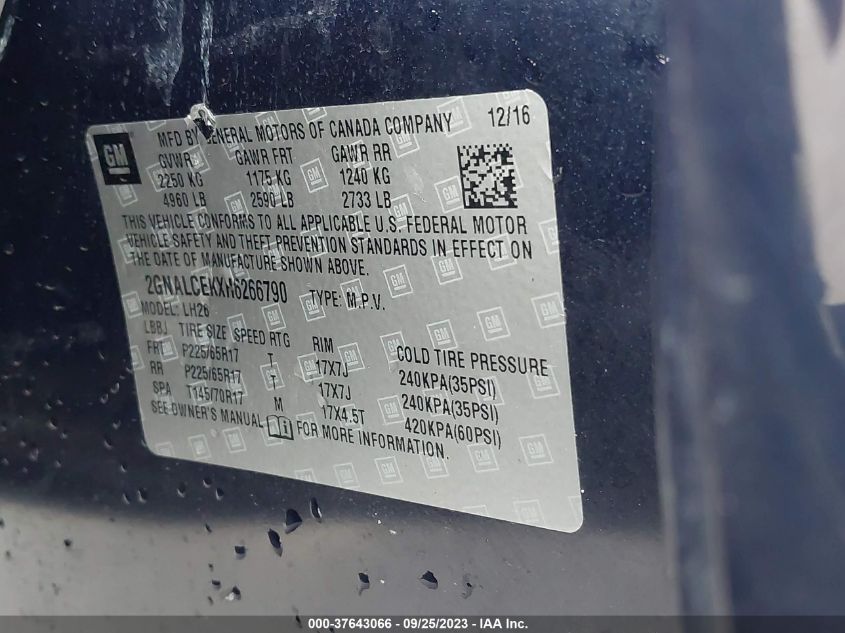 GM MFD BY GENERAL MOTORS OF CANADA COMPANY 12/16
GVWR GAWR FRT GAWR RR
2250 KG 1175 KG 1240 KG
4960 LB 2590 LB 2733 LB
THIS VEHICLE CONFORMS TO ALL APPLICABLE U.S. FEDERAL MOTOR
VEHICLE SAFETY AND THEFT PREVENTION STANDARDS IN EFFECT ON
THE DATE OF MANUFACTURE SHOWN ABOVE.
2GNALCEKXH6266790 TYPE: M.P.V.
MODEL: LH26
LBBJ TIRE SIZE SPEED RTG RIM COLD TIRE PRESSURE
FRT P225/65R17 T 17X7J 240KPA(35PSI)
RR P225/65R17 T 17X7J 240KPA(35PSI)
SPA T145/70R17 M 17X4.5T 420KPA(60PSI)
SEE OWNER'S MANUAL FOR MORE INFORMATION.
000-37643066 - 09/25/2023 - IAA Inc.